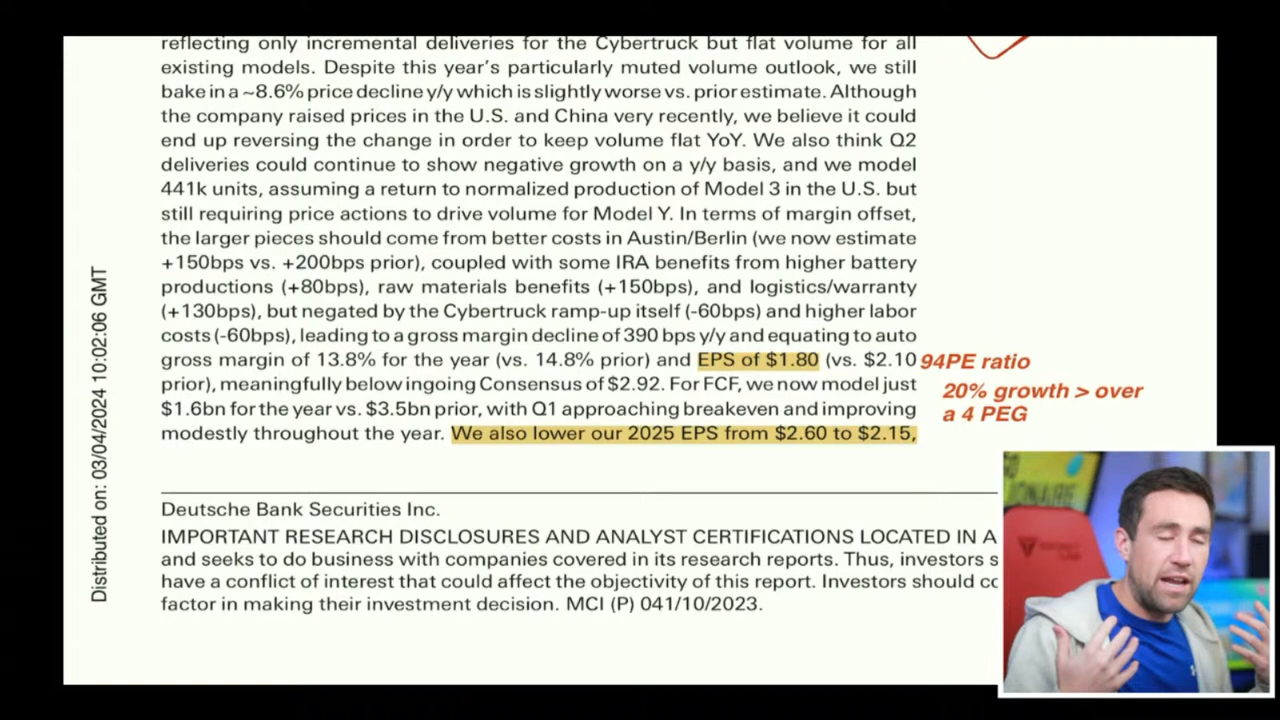 reflecting only incremental deliveries for the Cybertruck but flat volume for all
existing models. Despite this year's particularly muted volume outlook, we still
bake in a ~8.6% price decline y/y which is slightly worse vs. prior estimate. Although
the company raised prices in the U.S. and China very recently, we believe it could
end up reversing the change in order to keep volume flat YoY. We also think Q2
deliveries could continue to show negative growth on a y/y basis, and we model
441k units, assuming a return to normalized production of Model 3 in the U.S. but
still requiring price actions to drive volume for Model Y. In terms of margin offset,
the larger pieces should come from better costs in Austin/Berlin (we now estimate
+150bps vs. +200bps prior), coupled with some IRA benefits from higher battery
productions (+80bps), raw materials benefits (+150bps), and logistics/warranty
(+130bps), but negated by the Cybertruck ramp-up itself (-60bps) and higher labor
costs (-60bps), leading to a gross margin decline of 390 bps y/y and equating to auto
gross margin of 13.8% for the year (vs. 14.8% prior) and EPS of $1.80 (vs. $2.10
prior), meaningfully below ingoing Consensus of $2.92. For FCF, we now model just
$1.6bn for the year vs. $3.5bn prior, with Q1 approaching breakeven and improving
modestly throughout the year. We also lower our 2025 EPS from $2.60 to $2.15,
94PE ratio
20% growth > over
a 4 PEG
Distributed on: 03/04/2024 10:02:06 GMT
Deutsche Bank Securities Inc.
IMPORTANT RESEARCH DISCLOSURES AND ANALYST CERTIFICATIONS LOCATED IN A
and seeks to do business with companies covered in its research reports. Thus, investors s
have a conflict of interest that could affect the objectivity of this report. Investors should co
factor in making their investment decision. MCI (P) 041/10/2023.